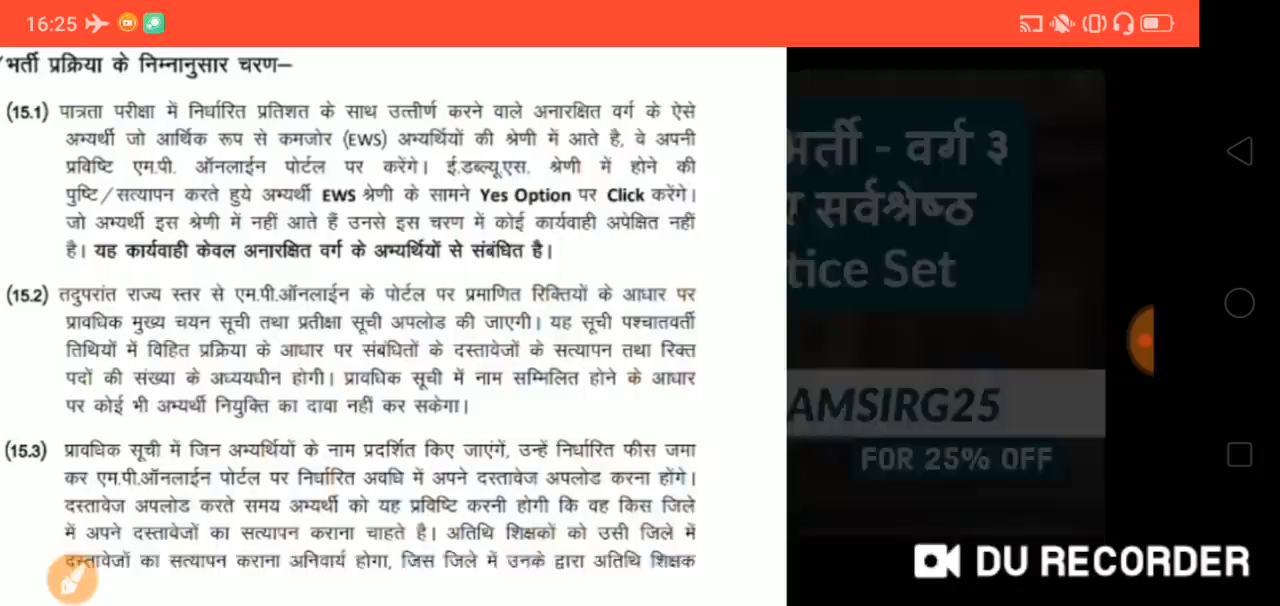 16:25
भर्ती प्रक्रिया के निम्नानुसार चरण–
(15.1) पात्रता परीक्षा में निर्धारित प्रतिशत के साथ उत्तीर्ण करने वाले अनारक्षित वर्ग के ऐसे
अभ्यर्थी जो आर्थिक रूप से कमजोर (EWS) अभ्यर्थियों की श्रेणी में आते है, वे अपनी
प्रविष्टि एम.पी. ऑनलाईन पोर्टल पर करेंगे। ई.डब्ल्यू.एस. श्रेणी में होने की
पुष्टि/सत्यापन करते हुये अभ्यर्थी EWS श्रेणी के सामने Yes Option पर Click करेंगे।
जो अभ्यर्थी इस श्रेणी में नहीं आते हैं उनसे इस चरण में कोई कार्यवाही अपेक्षित नहीं
है। यह कार्यवाही केवल अनारक्षित वर्ग के अभ्यर्थियों से संबंधित है।
(15.2) तदुपरांत राज्य स्तर से एम.पी.ऑनलाईन के पोर्टल पर प्रमाणित रिक्तियों के आधार पर
प्रावधिक मुख्य चयन सूची तथा प्रतीक्षा सूची अपलोड की जाएगी। यह सूची पश्चातवर्ती
तिथियों में विहित प्रक्रिया के आधार पर संबंधितों के दस्तावेजों के सत्यापन तथा रिक्त
पदों की संख्या के अध्ययधीन होगी। प्रावधिक सूची में नाम सम्मिलित होने के आधार
पर कोई भी अभ्यर्थी नियुक्ति का दावा नहीं कर सकेगा।
(15.3) प्रावधिक सूची में जिन अभ्यर्थियों के नाम प्रदर्शित किए जाएंगें, उन्हें निर्धारित फीस जमा
कर एम.पी.ऑनलाईन पोर्टल पर निर्धारित अवधि में अपने दस्तावेज अपलोड करना होंगे।
दस्तावेज अपलोड करते समय अभ्यर्थी को यह प्रविष्टि करनी होगी कि वह किस जिले
में अपने दस्तावेजों का सत्यापन कराना चाहते है। अतिथि शिक्षकों को उसी जिले में
दस्तावेजों का सत्यापन कराना अनिवार्य होगा, जिस जिले में उनके द्वारा अतिथि शिक्षक
र्ती - वर्ग ३
सर्वश्रेष्ठ
tice Set
AMSIRG25
FOR 25% OFF
DU RECORDER